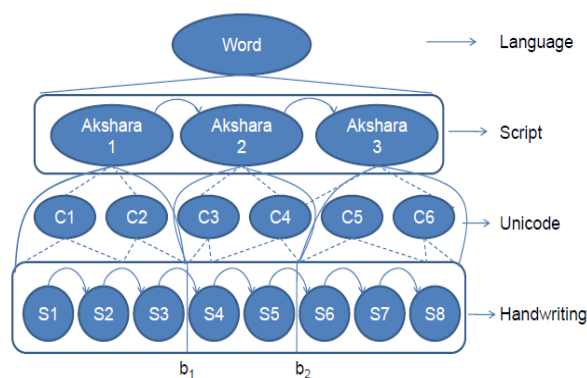 Word Language
Akshara 1 Akshara 2 Akshara 3 Script
C1 C2 C3 C4 C5 C6 Unicode
S1 S2 S3 S4 S5 S6 S7 S8 Handwriting
b1 b2